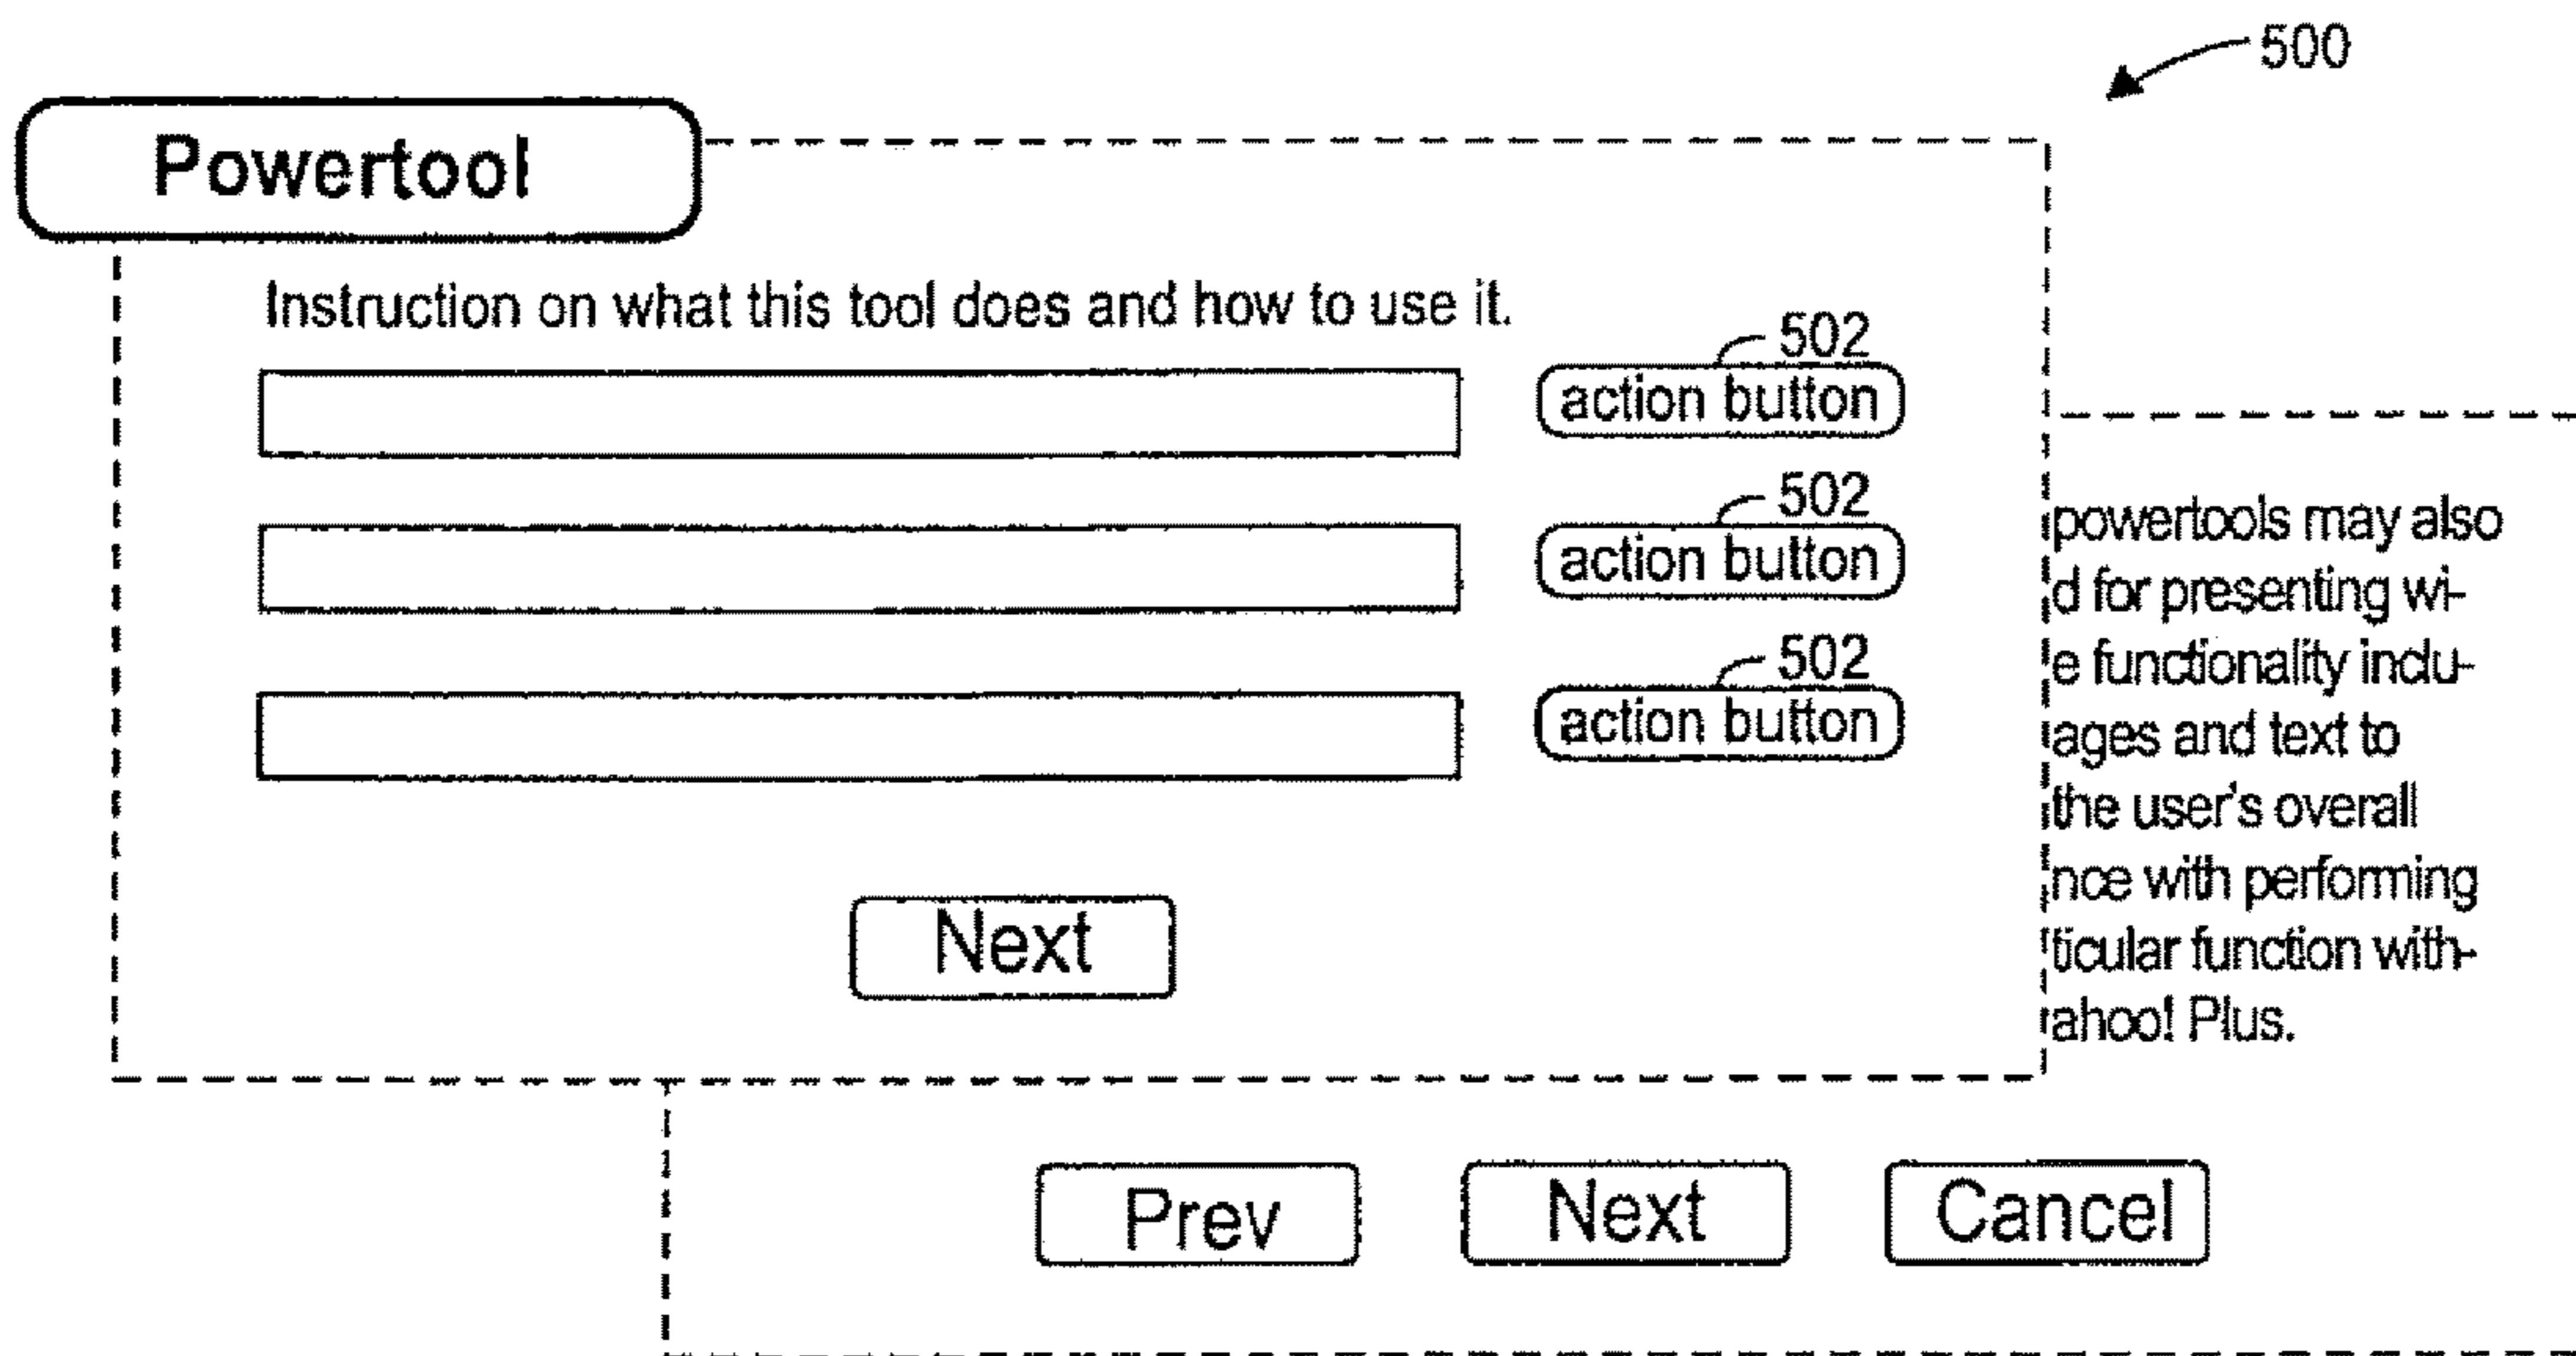 500
Powertool
Instruction on what this tool does and how to use it.
502
action button
502
action button
502
action button
Next
powertools may also
d for presenting wi-
e functionality inclu-
ages and text to
the user's overall
nce with performing
ticular function with-
ahoo! Plus.
Prev
Next
Cancel